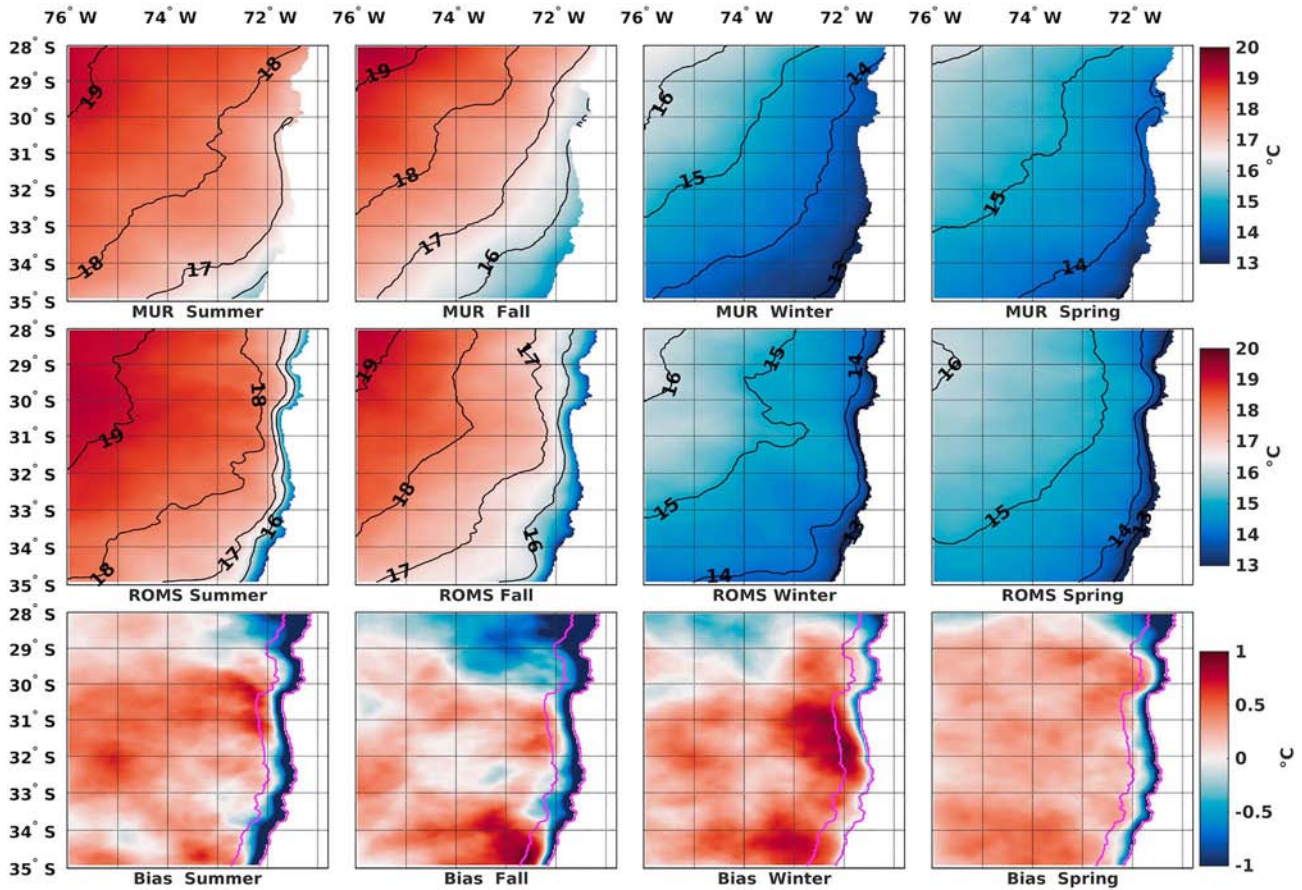 76° W 74° W 72° W 76° W 74° W 72° W 76° W 74° W 72° W 76° W 74° W 72° W
28° S
29° S
30° S
31° S
32° S
33° S
34° S
35° S
19 18 18 17
19 18 17 16
16 15 14 13
15 14
20
19
18
17
16
15
14
13
°C
MUR Summer MUR Fall MUR Winter MUR Spring
28° S
29° S
30° S
31° S
32° S
33° S
34° S
35° S
19 18 18 17 16
19 18 17 17 16
16 15 15 14 14 13
16 15 14 13
20
19
18
17
16
15
14
13
°C
ROMS Summer ROMS Fall ROMS Winter ROMS Spring
28° S
29° S
30° S
31° S
32° S
33° S
34° S
35° S
1
0.5
0
-0.5
-1
°C
Bias Summer Bias Fall Bias Winter Bias Spring